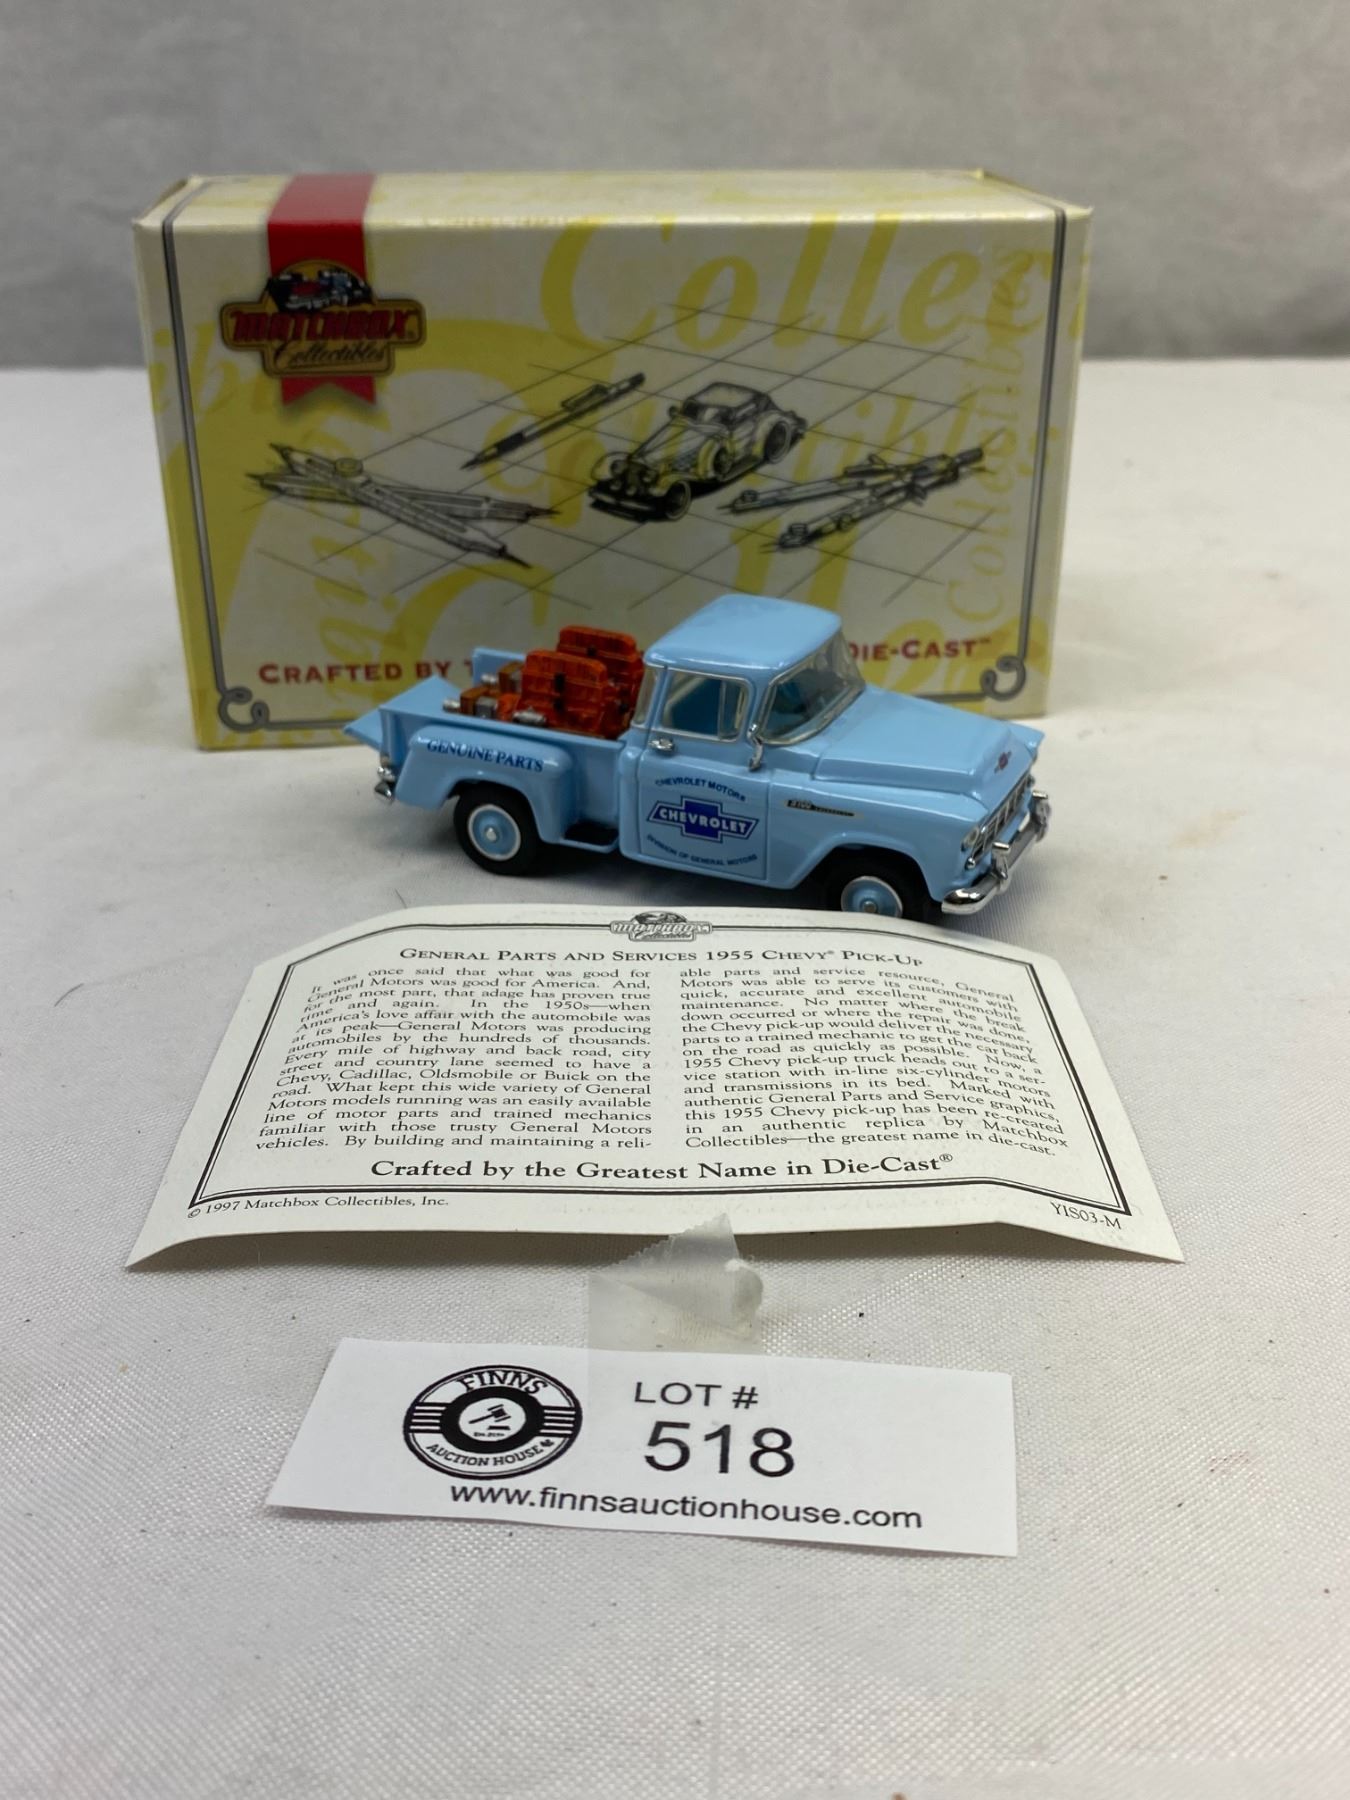 MATCHBOX
Collectibles
Collec
Collectibles
CRAFTED BY
DIE-CAST™
GENUINE PARTS
CHEVROLET MOTORS
CHEVROLET
DIVISION OF GENERAL MOTORS
3100
MATCHBOX
Collectibles
GENERAL PARTS AND SERVICES 1955 CHEVY® PICK-UP
It was once said that what was good for
General Motors was good for America. And,
for the most part, that adage has proven true
time and again. In the 1950s—when
America's love affair with the automobile was
at its peak—General Motors was producing
automobiles by the hundreds of thousands.
Every mile of highway and back road, city
street and country lane seemed to have a
Chevy, Cadillac, Oldsmobile or Buick on the
road. What kept this wide variety of General
Motors models running was an easily available
line of motor parts and trained mechanics
familiar with those trusty General Motors
vehicles. By building and maintaining a reli-
able parts and service resource, General
Motors was able to serve its customers with
quick, accurate and excellent automobile
maintenance. No matter where the break
down occurred or where the repair was done,
the Chevy pick-up would deliver the necessary
parts to a trained mechanic to get the car back
on the road as quickly as possible. Now, a
1955 Chevy pick-up truck heads out to a ser-
vice station with in-line six-cylinder motors
and transmissions in its bed. Marked with
authentic General Parts and Service graphics,
this 1955 Chevy pick-up has been re-created
in an authentic replica by Matchbox
Collectibles—the greatest name in die-cast.
Crafted by the Greatest Name in Die-Cast®
© 1997 Matchbox Collectibles, Inc.
YIS03-M
FINNS
AUCTION HOUSE
LOT #
518
www.finnsauctionhouse.com